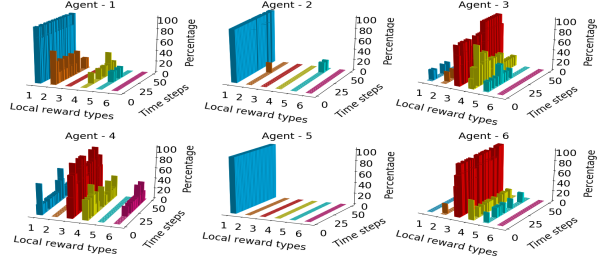 Agent - 1
100
80
60
40
20
0
Percentage
1 2 3 4 5 6
0 25 50
Local reward types
Time steps
Agent - 2
100
80
60
40
20
0
Percentage
1 2 3 4 5 6
0 25 50
Local reward types
Time steps
Agent - 3
100
80
60
40
20
0
Percentage
1 2 3 4 5 6
0 25 50
Local reward types
Time steps
Agent - 4
100
80
60
40
20
0
Percentage
1 2 3 4 5 6
0 25 50
Local reward types
Time steps
Agent - 5
100
80
60
40
20
0
Percentage
1 2 3 4 5 6
0 25 50
Local reward types
Time steps
Agent - 6
100
80
60
40
20
0
Percentage
1 2 3 4 5 6
0 25 50
Local reward types
Time steps